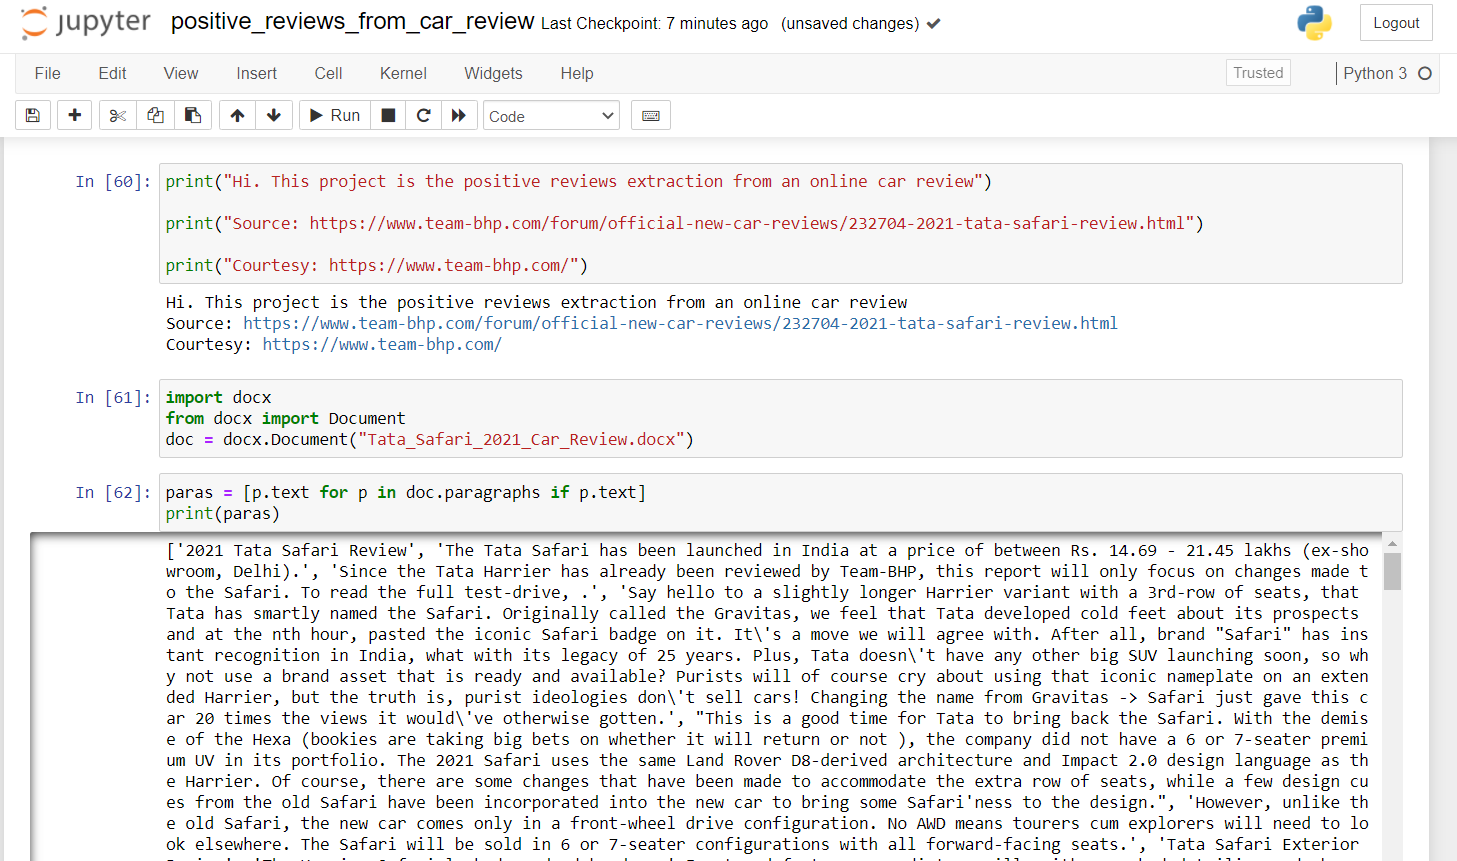 jupyter positive_reviews_from_car_review Last Checkpoint: 7 minutes ago (unsaved changes) Logout
File Edit View Insert Cell Kernel Widgets Help Trusted Python 3
Run Code
In [60]: print("Hi. This project is the positive reviews extraction from an online car review")
print("Source: https://www.team-bhp.com/forum/official-new-car-reviews/232704-2021-tata-safari-review.html")
print("Courtesy: https://www.team-bhp.com/")
Hi. This project is the positive reviews extraction from an online car review
Source: https://www.team-bhp.com/forum/official-new-car-reviews/232704-2021-tata-safari-review.html
Courtesy: https://www.team-bhp.com/
In [61]: import docx
from docx import Document
doc = docx.Document("Tata_Safari_2021_Car_Review.docx")
In [62]: paras = [p.text for p in doc.paragraphs if p.text]
print(paras)
['2021 Tata Safari Review', 'The Tata Safari has been launched in India at a price of between Rs. 14.69 - 21.45 lakhs (ex-sho
wroom, Delhi).', 'Since the Tata Harrier has already been reviewed by Team-BHP, this report will only focus on changes made t
o the Safari. To read the full test-drive, .', 'Say hello to a slightly longer Harrier variant with a 3rd-row of seats, that
Tata has smartly named the Safari. Originally called the Gravitas, we feel that Tata developed cold feet about its prospects
and at the nth hour, pasted the iconic Safari badge on it. It\'s a move we will agree with. After all, brand "Safari" has ins
tant recognition in India, what with its legacy of 25 years. Plus, Tata doesn\'t have any other big SUV launching soon, so wh
y not use a brand asset that is ready and available? Purists will of course cry about using that iconic nameplate on an exten
ded Harrier, but the truth is, purist ideologies don\'t sell cars! Changing the name from Gravitas -> Safari just gave this c
ar 20 times the views it would\'ve otherwise gotten.', "This is a good time for Tata to bring back the Safari. With the demis
e of the Hexa (bookies are taking big bets on whether it will return or not ), the company did not have a 6 or 7-seater premi
um UV in its portfolio. The 2021 Safari uses the same Land Rover D8-derived architecture and Impact 2.0 design language as th
e Harrier. Of course, there are some changes that have been made to accommodate the extra row of seats, while a few design cu
es from the old Safari have been incorporated into the new car to bring some Safari'ness to the design.", 'However, unlike th
e old Safari, the new car comes only in a front-wheel drive configuration. No AWD means tourers cum explorers will need to lo
ok elsewhere. The Safari will be sold in 6 or 7-seater configurations with all forward-facing seats.', 'Tata Safari Exterior